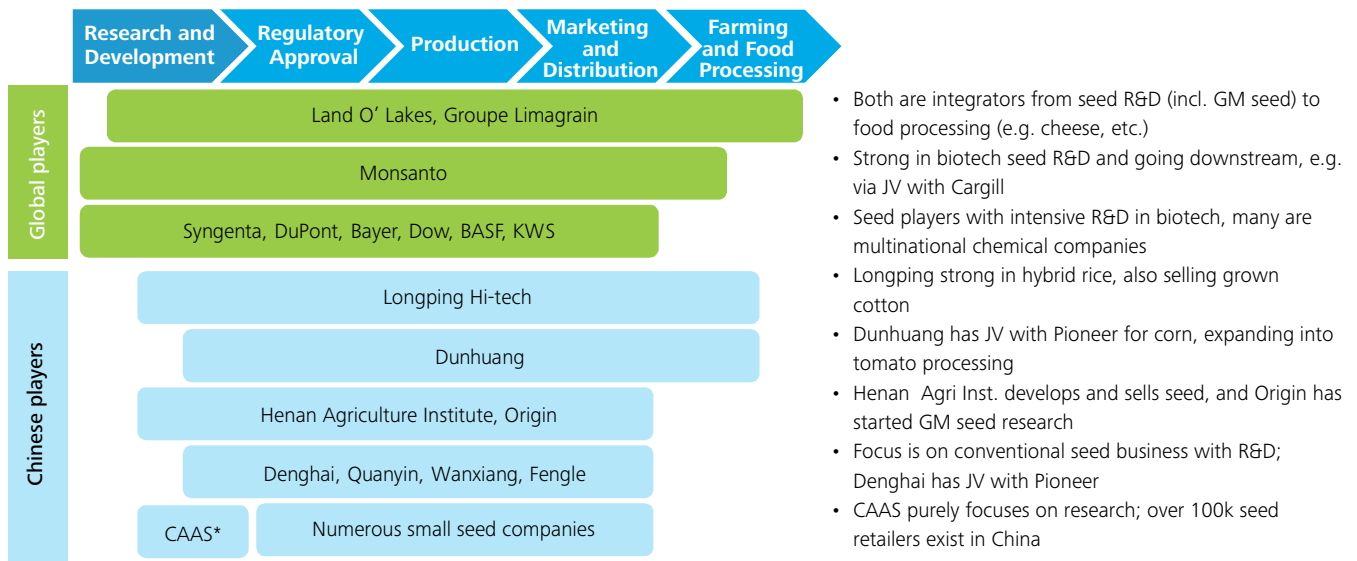 Research and
Development
Regulatory
Approval
Production
Marketing
and
Distribution
Farming
and Food
Processing
Global players
Land O’ Lakes, Groupe Limagrain
Monsanto
Syngenta, DuPont, Bayer, Dow, BASF, KWS
Chinese players
Longping Hi-tech
Dunhuang
Henan Agriculture Institute, Origin
Denghai, Quanyin, Wanxiang, Fengle
CAAS*
Numerous small seed companies
• Both are integrators from seed R&D (incl. GM seed) to
food processing (e.g. cheese, etc.)
• Strong in biotech seed R&D and going downstream, e.g.
via JV with Cargill
• Seed players with intensive R&D in biotech, many are
multinational chemical companies
• Longping strong in hybrid rice, also selling grown
cotton
• Dunhuang has JV with Pioneer for corn, expanding into
tomato processing
• Henan Agri Inst. develops and sells seed, and Origin has
started GM seed research
• Focus is on conventional seed business with R&D;
Denghai has JV with Pioneer
• CAAS purely focuses on research; over 100k seed
retailers exist in China